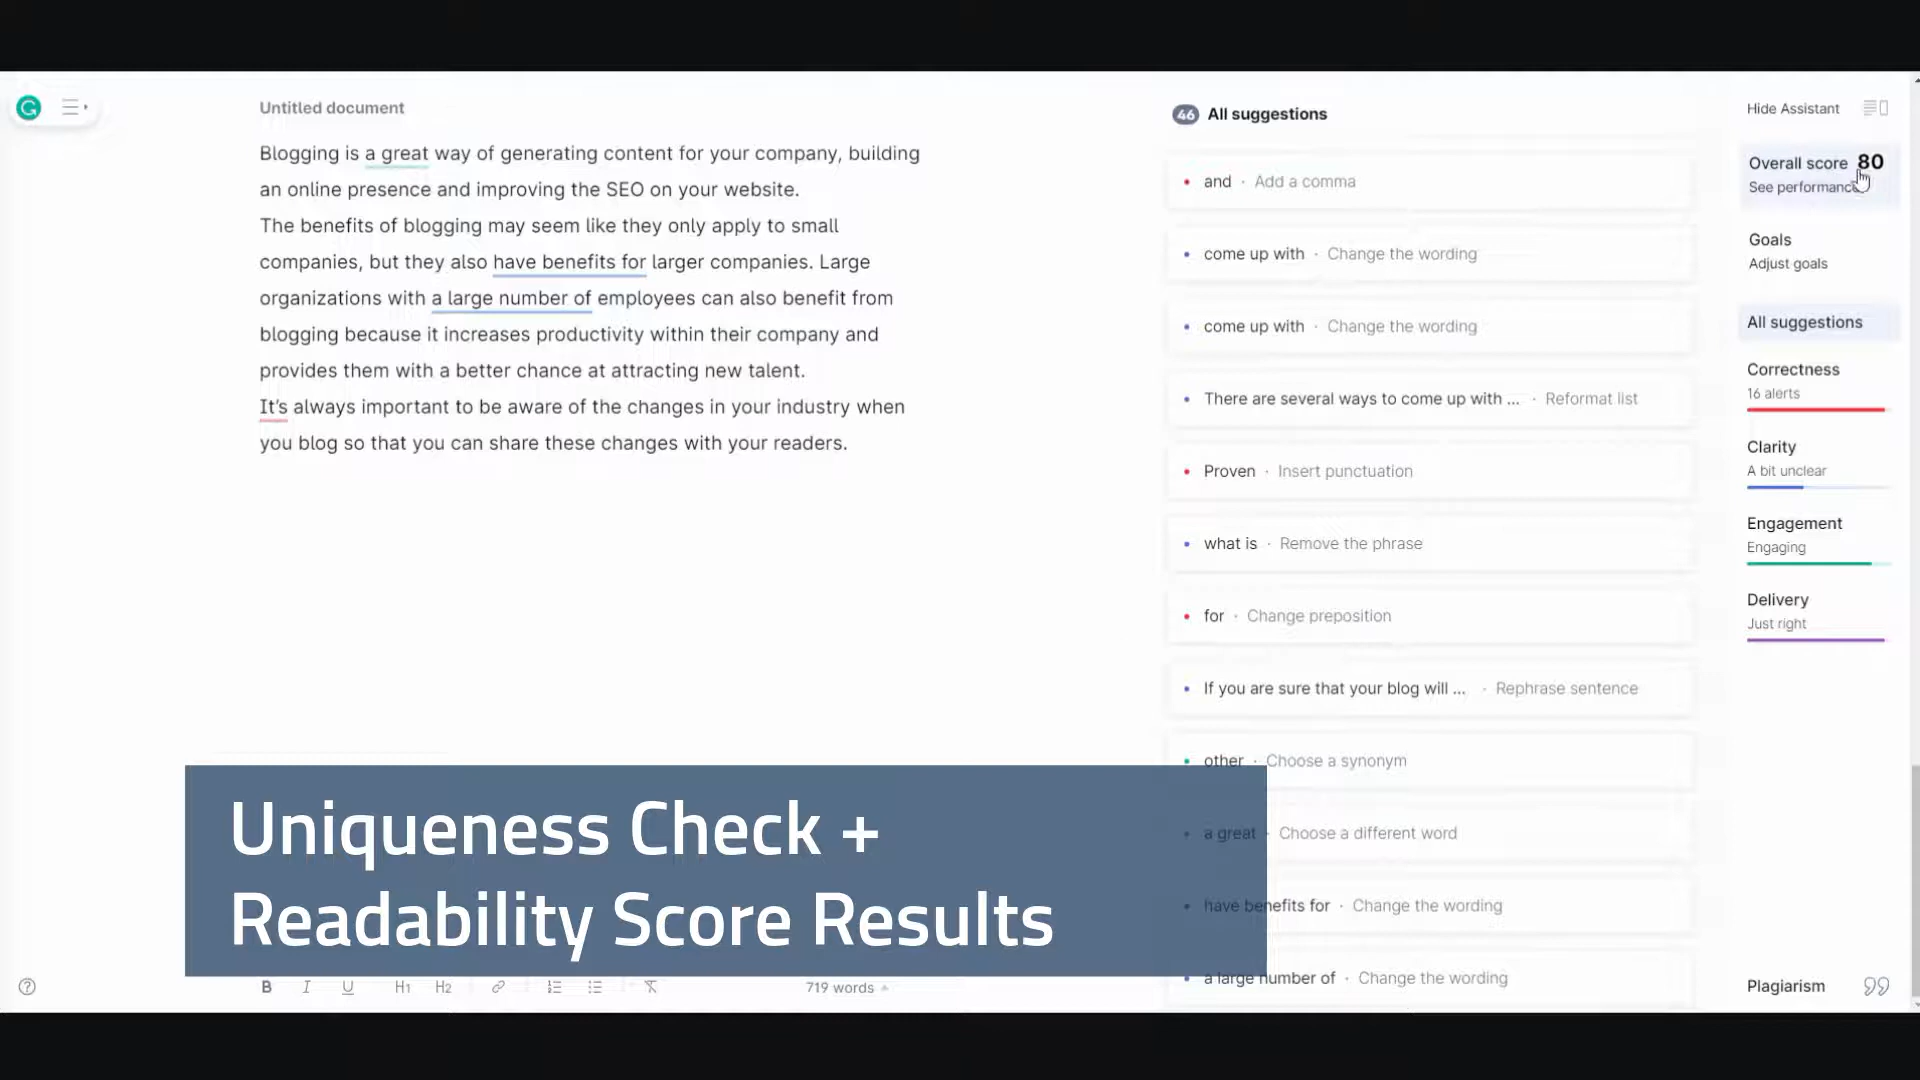 Untitled document
Blogging is a great way of generating content for your company, building
an online presence and improving the SEO on your website.
The benefits of blogging may seem like they only apply to small
companies, but they also have benefits for larger companies. Large
organizations with a large number of employees can also benefit from
blogging because it increases productivity within their company and
provides them with a better chance at attracting new talent.
It's always important to be aware of the changes in your industry when
you blog so that you can share these changes with your readers.
46 All suggestions
and · Add a comma
come up with · Change the wording
come up with · Change the wording
There are several ways to come up with ... · Reformat list
Proven · Insert punctuation
what is · Remove the phrase
for · Change preposition
If you are sure that your blog will ... · Rephrase sentence
other · Choose a synonym
a great · Choose a different word
have benefits for · Change the wording
a large number of · Change the wording
Hide Assistant
Overall score 80
See performance
Goals
Adjust goals
All suggestions
Correctness
16 alerts
Clarity
A bit unclear
Engagement
Engaging
Delivery
Just right
Plagiarism
Uniqueness Check +
Readability Score Results
B I U H1 H2
719 words